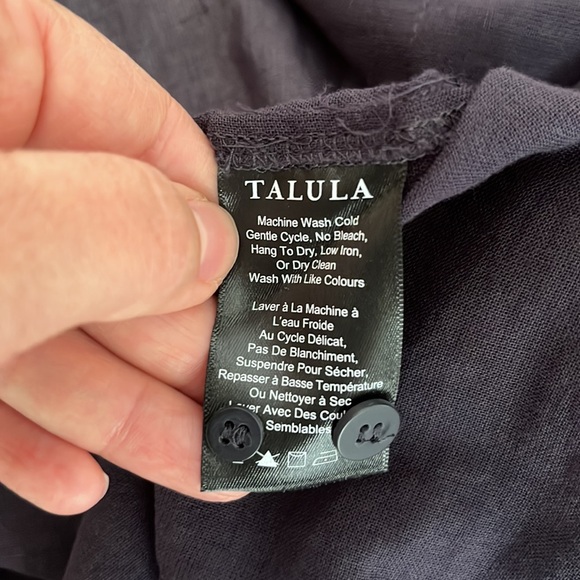 TALULA
Machine Wash Cold
Gentle Cycle, No Bleach,
Hang To Dry, Low Iron,
Or Dry Clean
Wash With Like Colours
Laver à La Machine à
L'eau Froide
Au Cycle Délicat,
Pas De Blanchiment,
Suspendre Pour Sécher,
Repasser à Basse Température
Ou Nettoyer à Sec
Laver Avec Des
Semblables